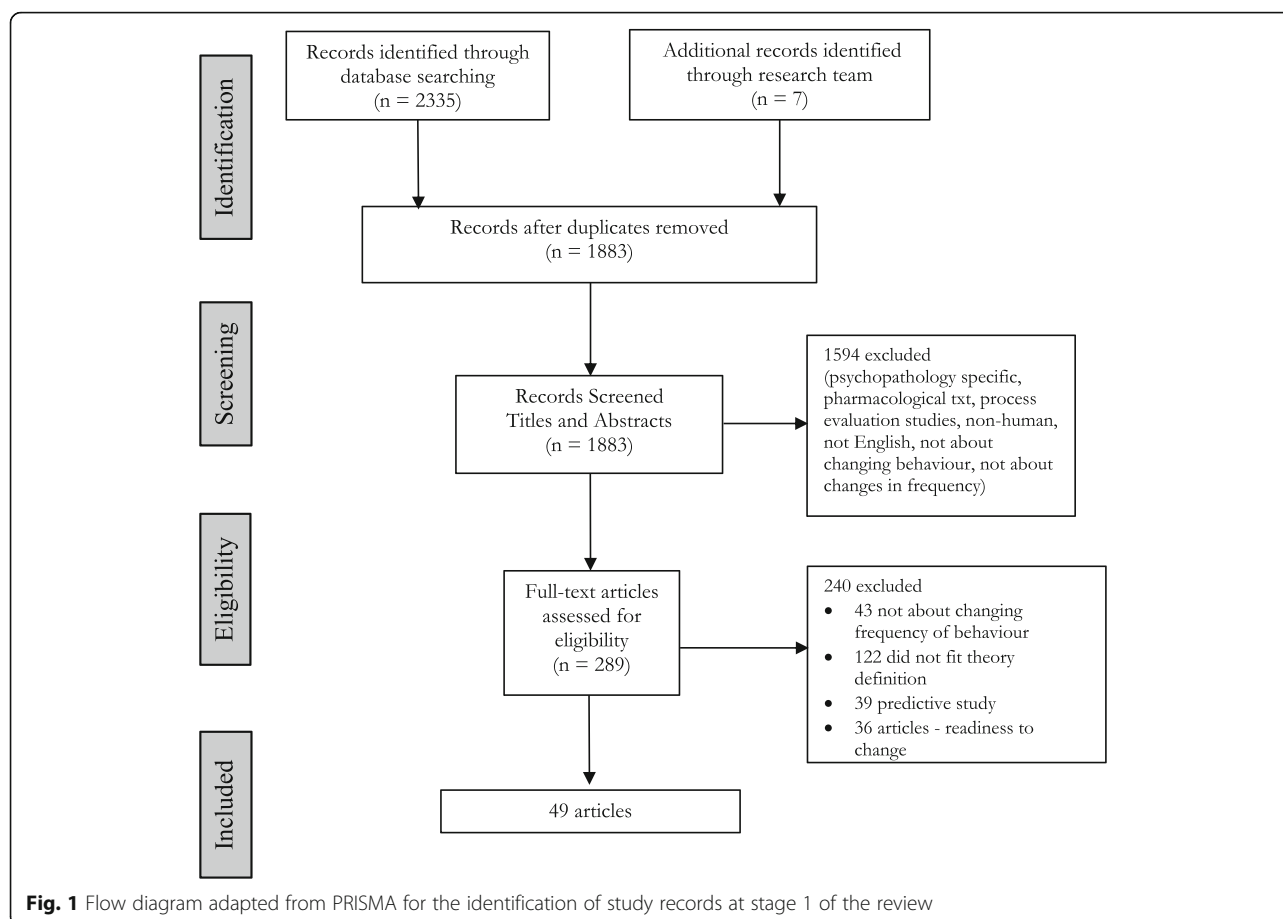 Identification
Records identified through
database searching
(n = 2335)
Additional records identified
through research team
(n = 7)
Records after duplicates removed
(n = 1883)
Screening
Records Screened
Titles and Abstracts
(n = 1883)
1594 excluded
(psychopathology specific,
pharmacological txt, process
evaluation studies, non-human,
not English, not about
changing behaviour, not about
changes in frequency)
Eligibility
Full-text articles
assessed for
eligibility
(n = 289)
240 excluded
• 43 not about changing
frequency of behaviour
• 122 did not fit theory
definition
• 39 predictive study
• 36 articles - readiness to
change
Included
49 articles
Fig. 1 Flow diagram adapted from PRISMA for the identification of study records at stage 1 of the review